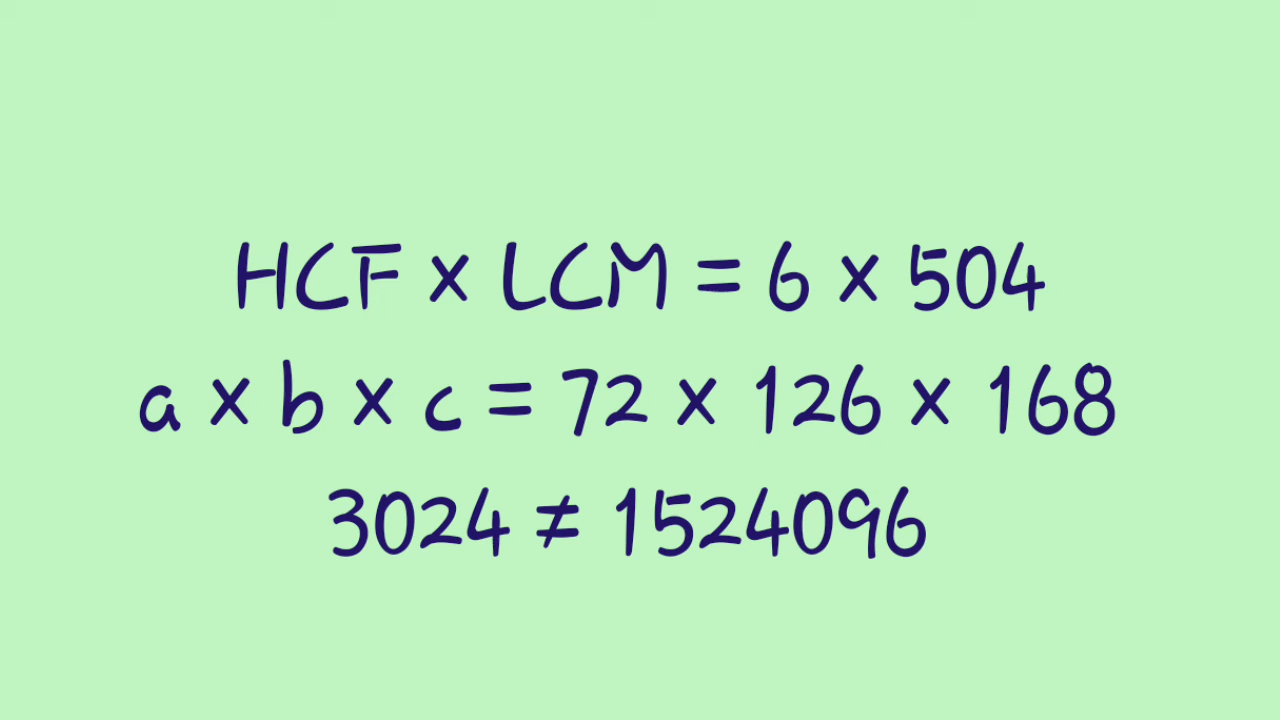 HCF × LCM = 6 × 504
a × b × c = 72 × 126 × 168
3024 ≠ 1524096